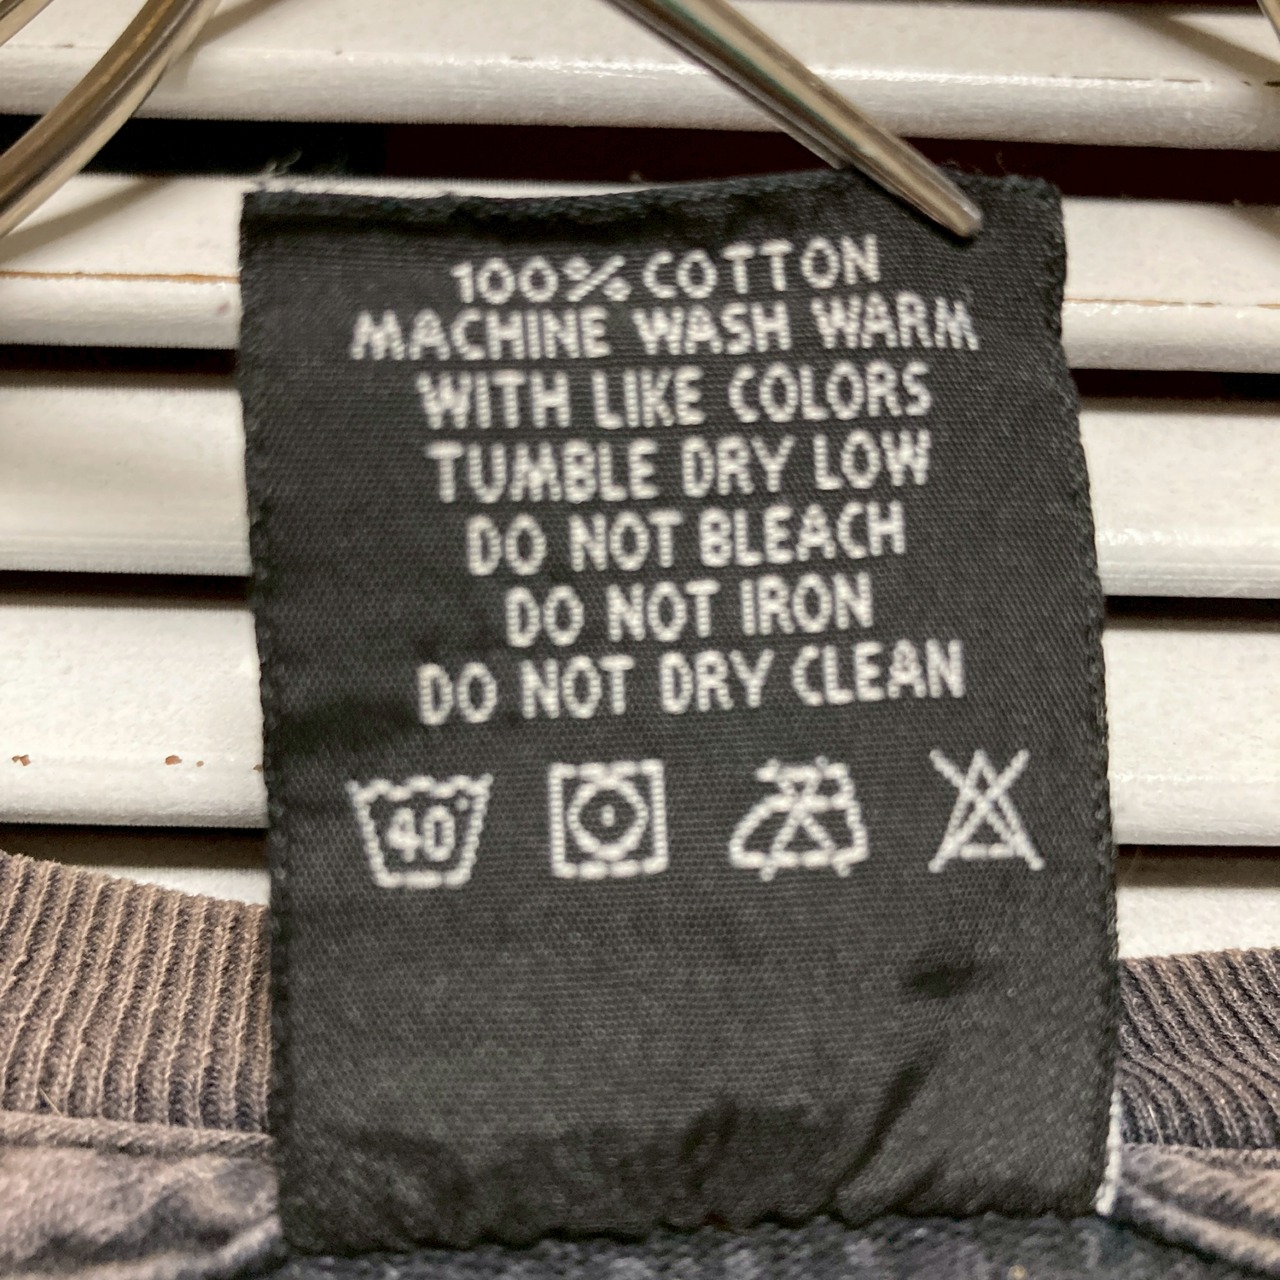 100% COTTON
MACHINE WASH WARM
WITH LIKE COLORS
TUMBLE DRY LOW
DO NOT BLEACH
DO NOT IRON
DO NOT DRY CLEAN
40°